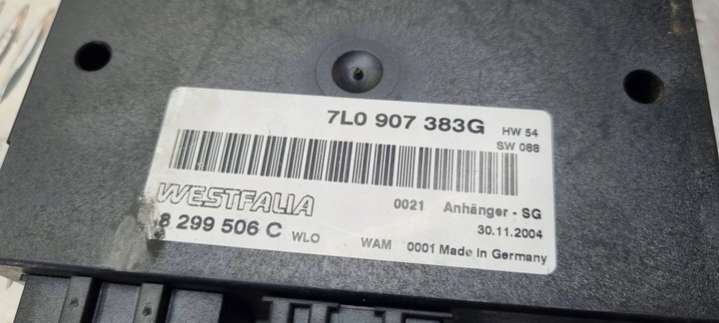 7L0 907 383G HW 54
SW 088
WESTFALIA 0021 Anhänger - SG
8 299 506 C WLO 30.11.2004
WAM 0001 Made in Germany